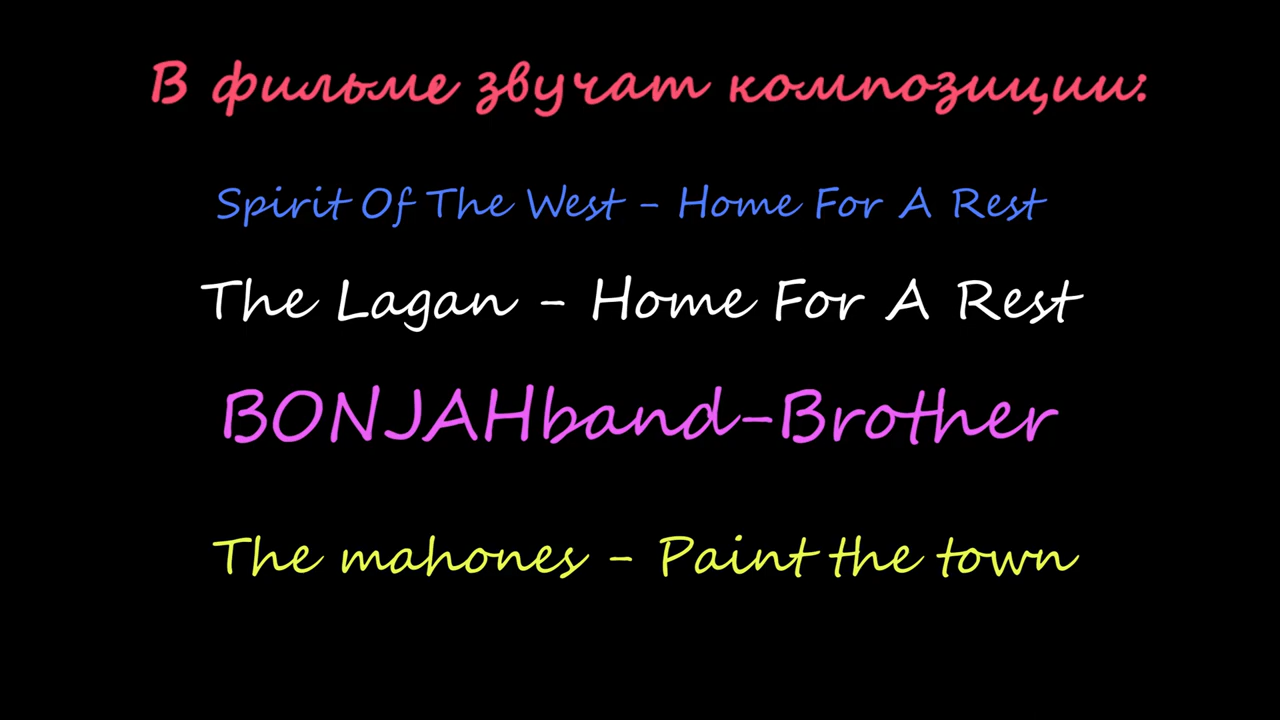 В фильме звучат композиции:
Spirit Of The West - Home For A Rest
The Lagan - Home For A Rest
BONJAHband-Brother
The mahones - Paint the town